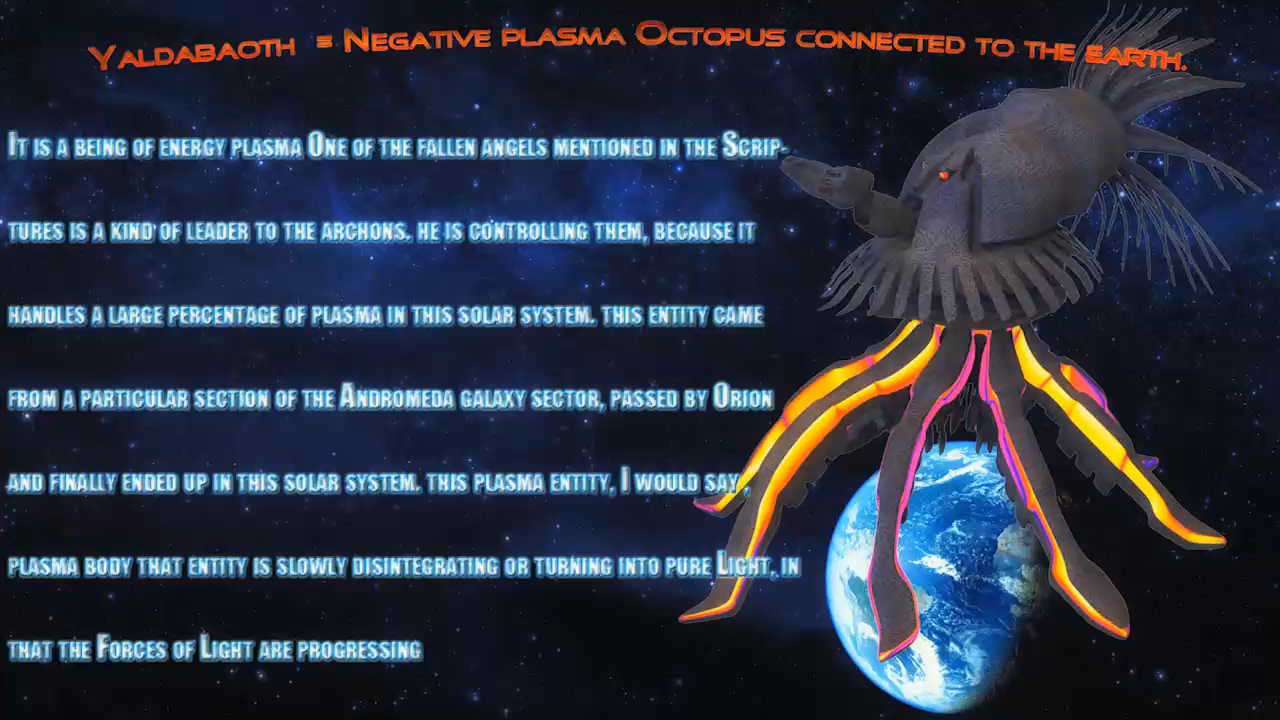 Yaldabaoth = Negative plasma Octopus connected to the earth.
It is a being of energy plasma One of the fallen angels mentioned in the Scrip-
tures is a kind of leader to the archons. he is controlling them, because it
handles a large percentage of plasma in this solar system. this entity came
from a particular section of the Andromeda galaxy sector, passed by Orion
and finally ended up in this solar system. this plasma entity, I would say ,
plasma body that entity is slowly disintegrating or turning into pure Light, in
that the Forces of Light are progressing